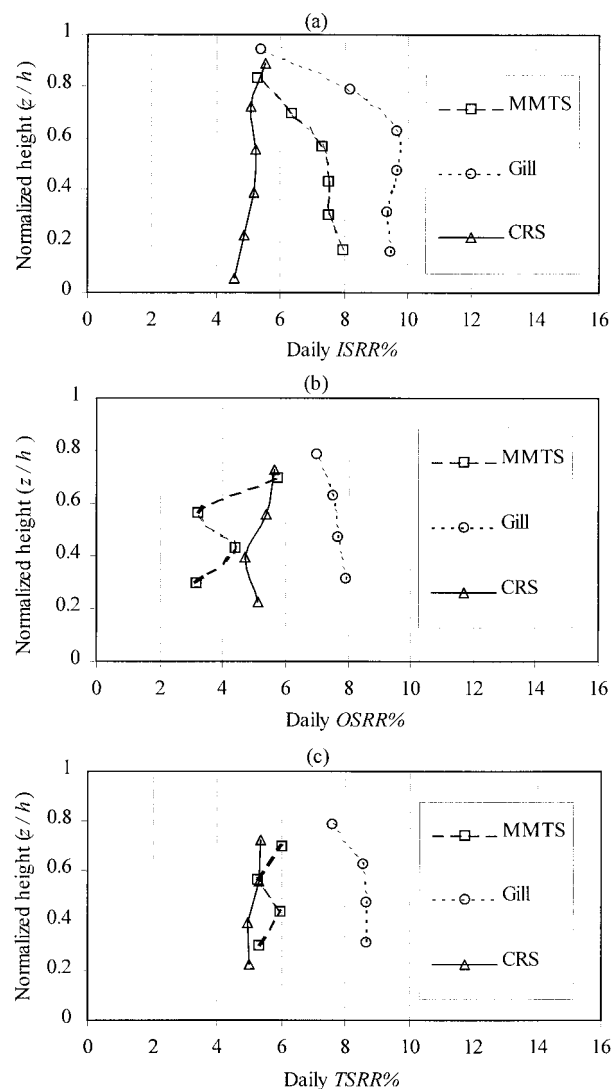 (a)
Normalized height (z / h)
1
0.8
0.6
0.4
0.2
0
MMTS
Gill
CRS
0 2 4 6 8 10 12 14 16
Daily ISRR%
(b)
Normalized height (z / h)
1
0.8
0.6
0.4
0.2
0
MMTS
Gill
CRS
0 2 4 6 8 10 12 14 16
Daily OSRR%
(c)
Normalized height (z / h)
1
0.8
0.6
0.4
0.2
0
MMTS
Gill
CRS
0 2 4 6 8 10 12 14 16
Daily TSRR%